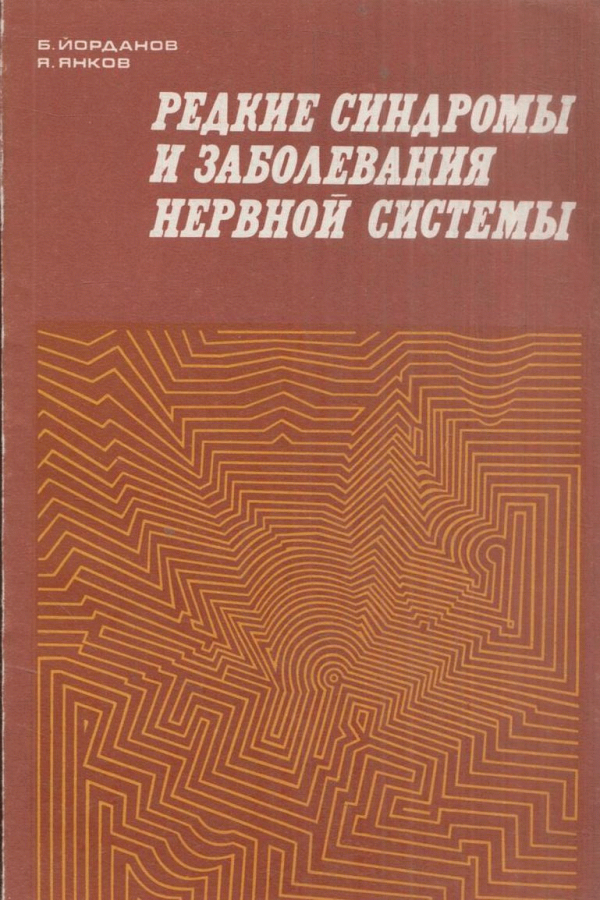 Б. ЙОРДАНОВ
Я. ЯНКОВ
РЕДКИЕ СИНДРОМЫ
И ЗАБОЛЕВАНИЯ
НЕРВНОЙ СИСТЕМЫ